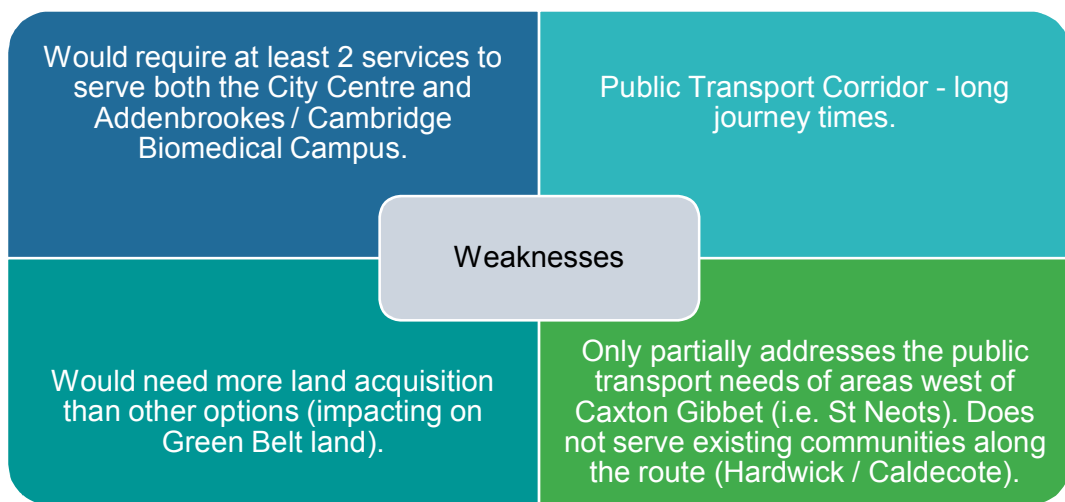 Would require at least 2 services to
serve both the City Centre and
Addenbrookes / Cambridge
Biomedical Campus.
Public Transport Corridor - long
journey times.
Weaknesses
Would need more land acquisition
than other options (impacting on
Green Belt land).
Only partially addresses the public
transport needs of areas west of
Caxton Gibbet (i.e. St Neots). Does
not serve existing communities along
the route (Hardwick / Caldecote).